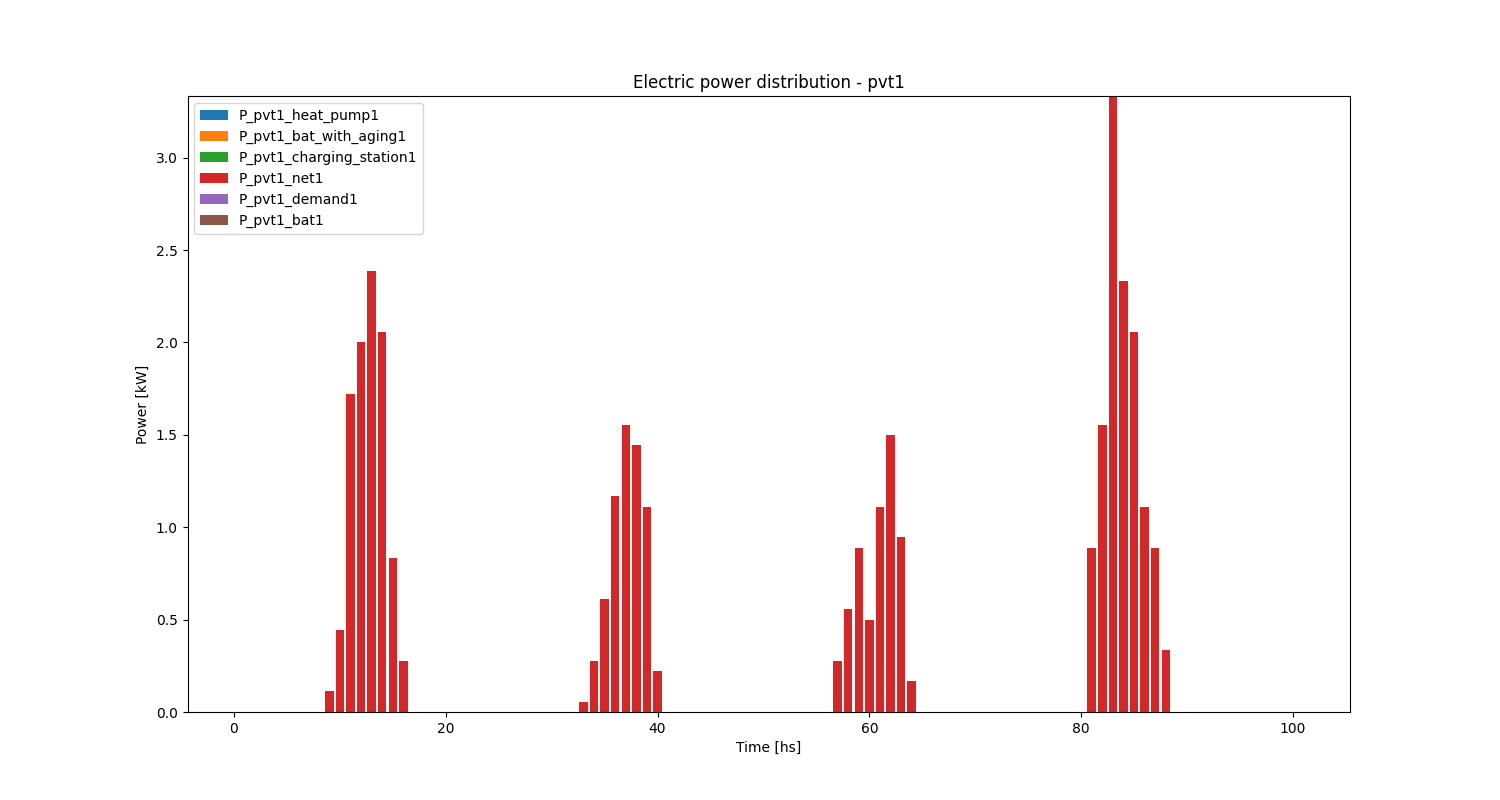 Electric power distribution - pvt1
P_pvt1_heat_pump1
P_pvt1_bat_with_aging1
P_pvt1_charging_station1
P_pvt1_net1
P_pvt1_demand1
P_pvt1_bat1
3.0
2.5
2.0
1.5
1.0
0.5
0.0
Power [kW]
0
20
40
60
80
100
Time [hs]